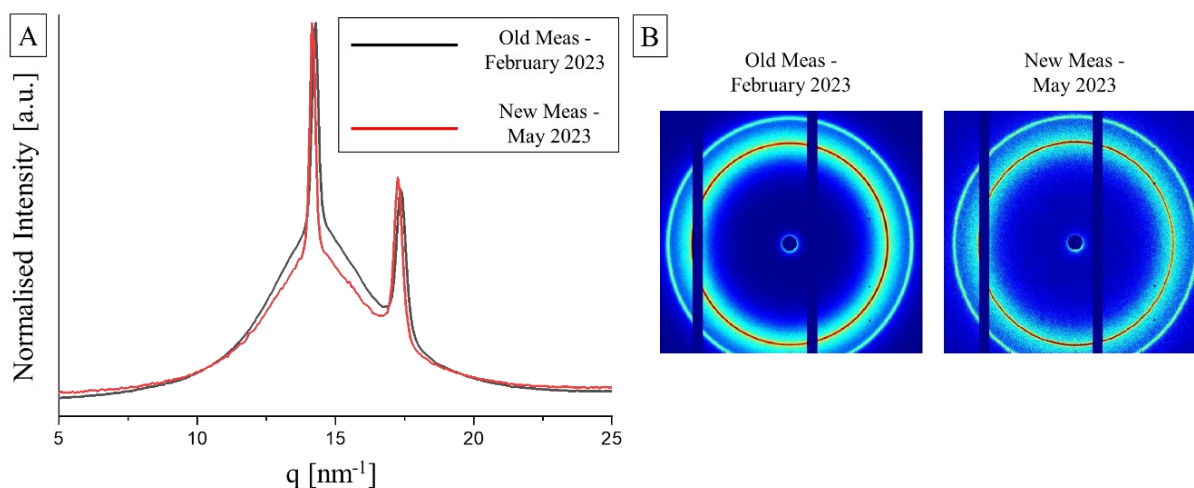 A
Old Meas -
February 2023
New Meas -
May 2023
Normalised Intensity [a.u.]
5
10
15
20
25
q [nm⁻¹]
B
Old Meas -
February 2023
New Meas -
May 2023